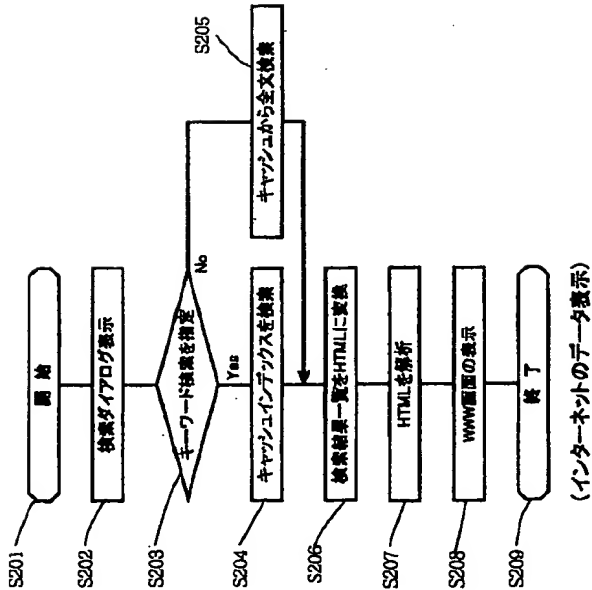 S201
開 始
S202
検索ダイアログ表示
S203
キーワード検索を指定
No
Yes
S204
キャッシュインデックスを検索
S205
キャッシュから全文検索
S206
検索結果一覧をHTMLに変換
S207
HTMLを解析
S208
WWW画面の表示
S209
終 了
(インターネットのデータ表示)